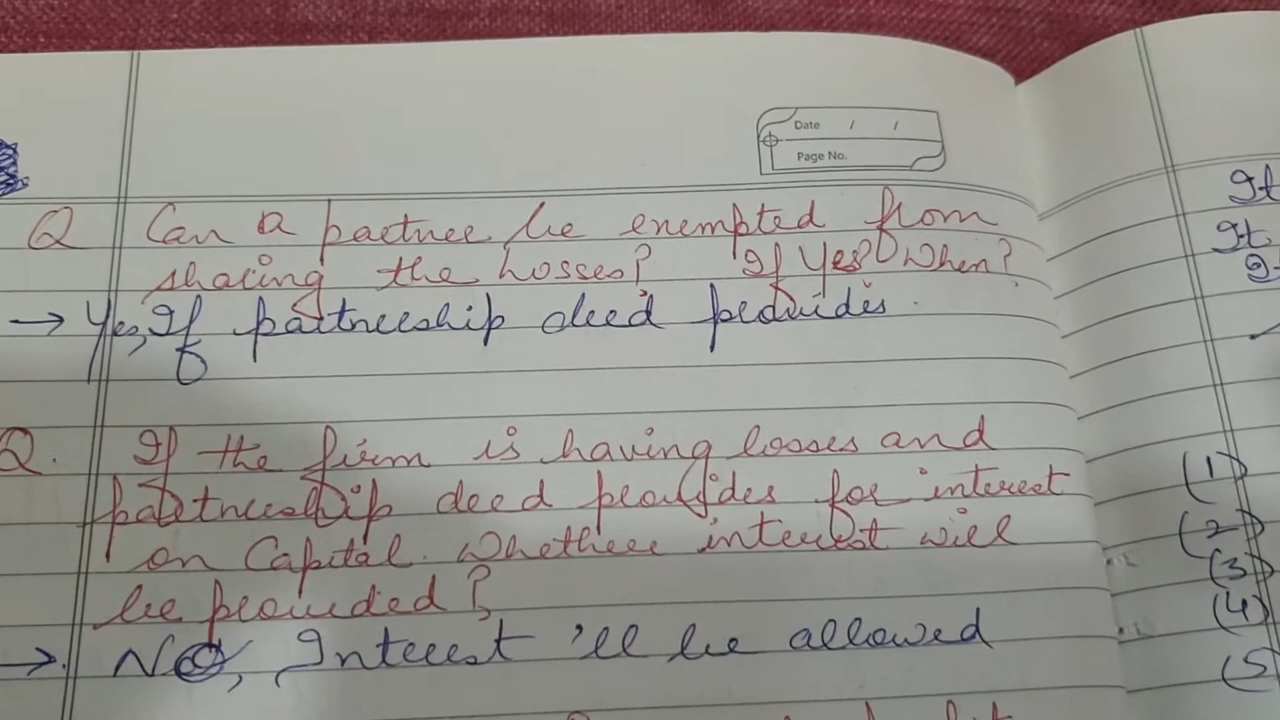 Date / /
Page No.
Q Can a partner be exempted from
sharing the losses? If Yes? When?
→ Yes, If partnership deed provides.
Q. If the firm is having losses and
partnership deed provides for interest
on Capital. Whether interest will
be provided?
→. No, Interest 'll be allowed
It
It
(1)
(2)
(3)
(4)
(5